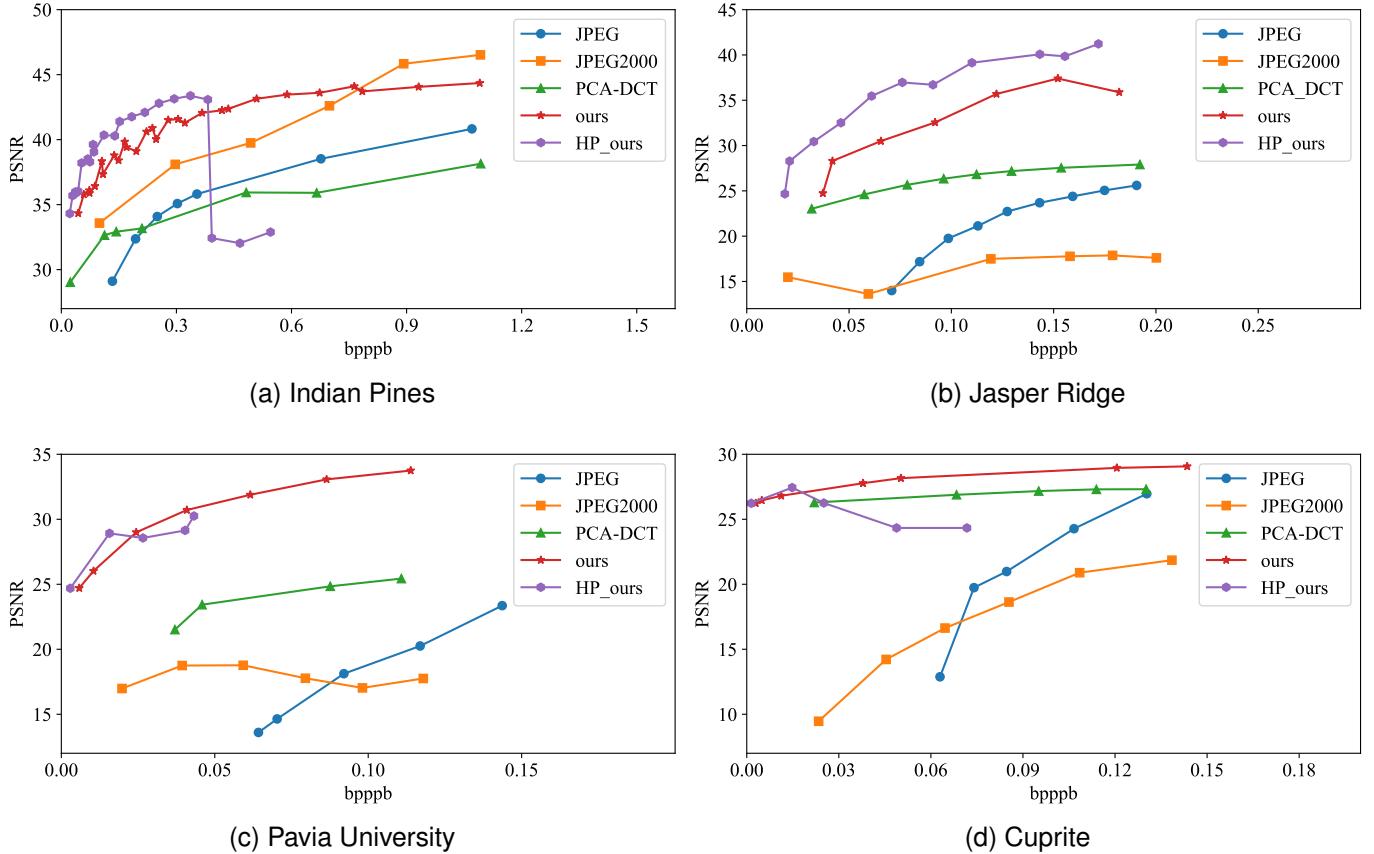 50
45
40
35
30
PSNR
0.0 0.3 0.6 0.9 1.2 1.5
bpppb
JPEG
JPEG2000
PCA-DCT
ours
HP_ours
(a) Indian Pines
45
40
35
30
25
20
15
PSNR
0.00 0.05 0.10 0.15 0.20 0.25
bpppb
JPEG
JPEG2000
PCA_DCT
ours
HP_ours
(b) Jasper Ridge
35
30
25
20
15
PSNR
0.00 0.05 0.10 0.15
bpppb
JPEG
JPEG2000
PCA-DCT
ours
HP_ours
(c) Pavia University
30
25
20
15
10
PSNR
0.00 0.03 0.06 0.09 0.12 0.15 0.18
bpppb
JPEG
JPEG2000
PCA-DCT
ours
HP_ours
(d) Cuprite